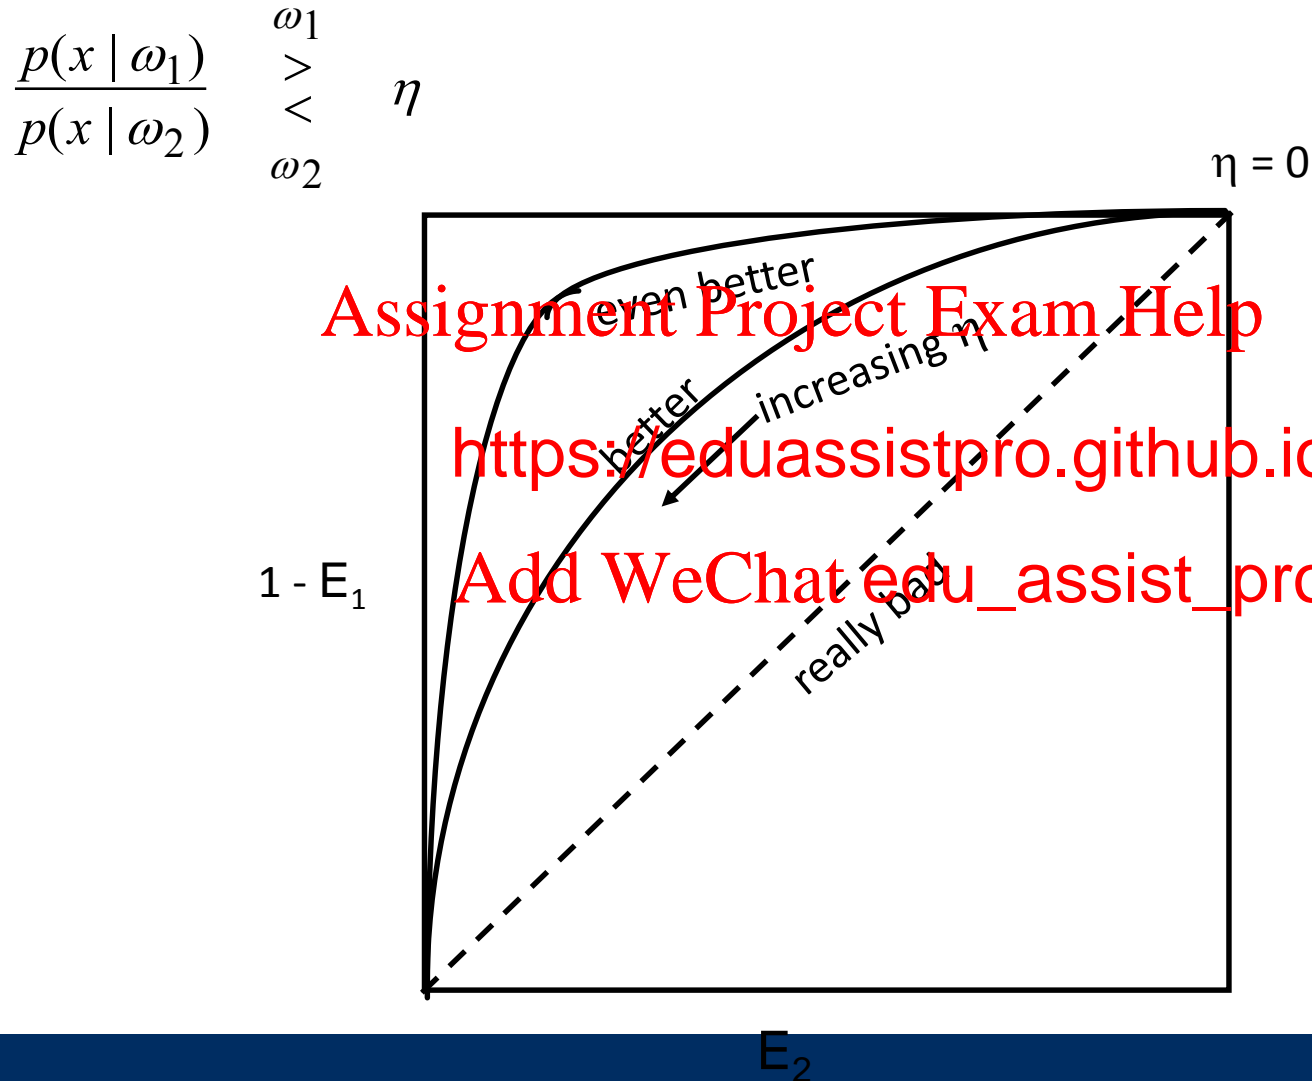 p(x | ω1) / p(x | ω2)
ω1
>
<
ω2
η
η = 0
even better
Assignment Project Exam Help
increasing η
better
https://eduassistpro.github.io
1 - E1
Add WeChat edu_assist_pro
really bad
E2